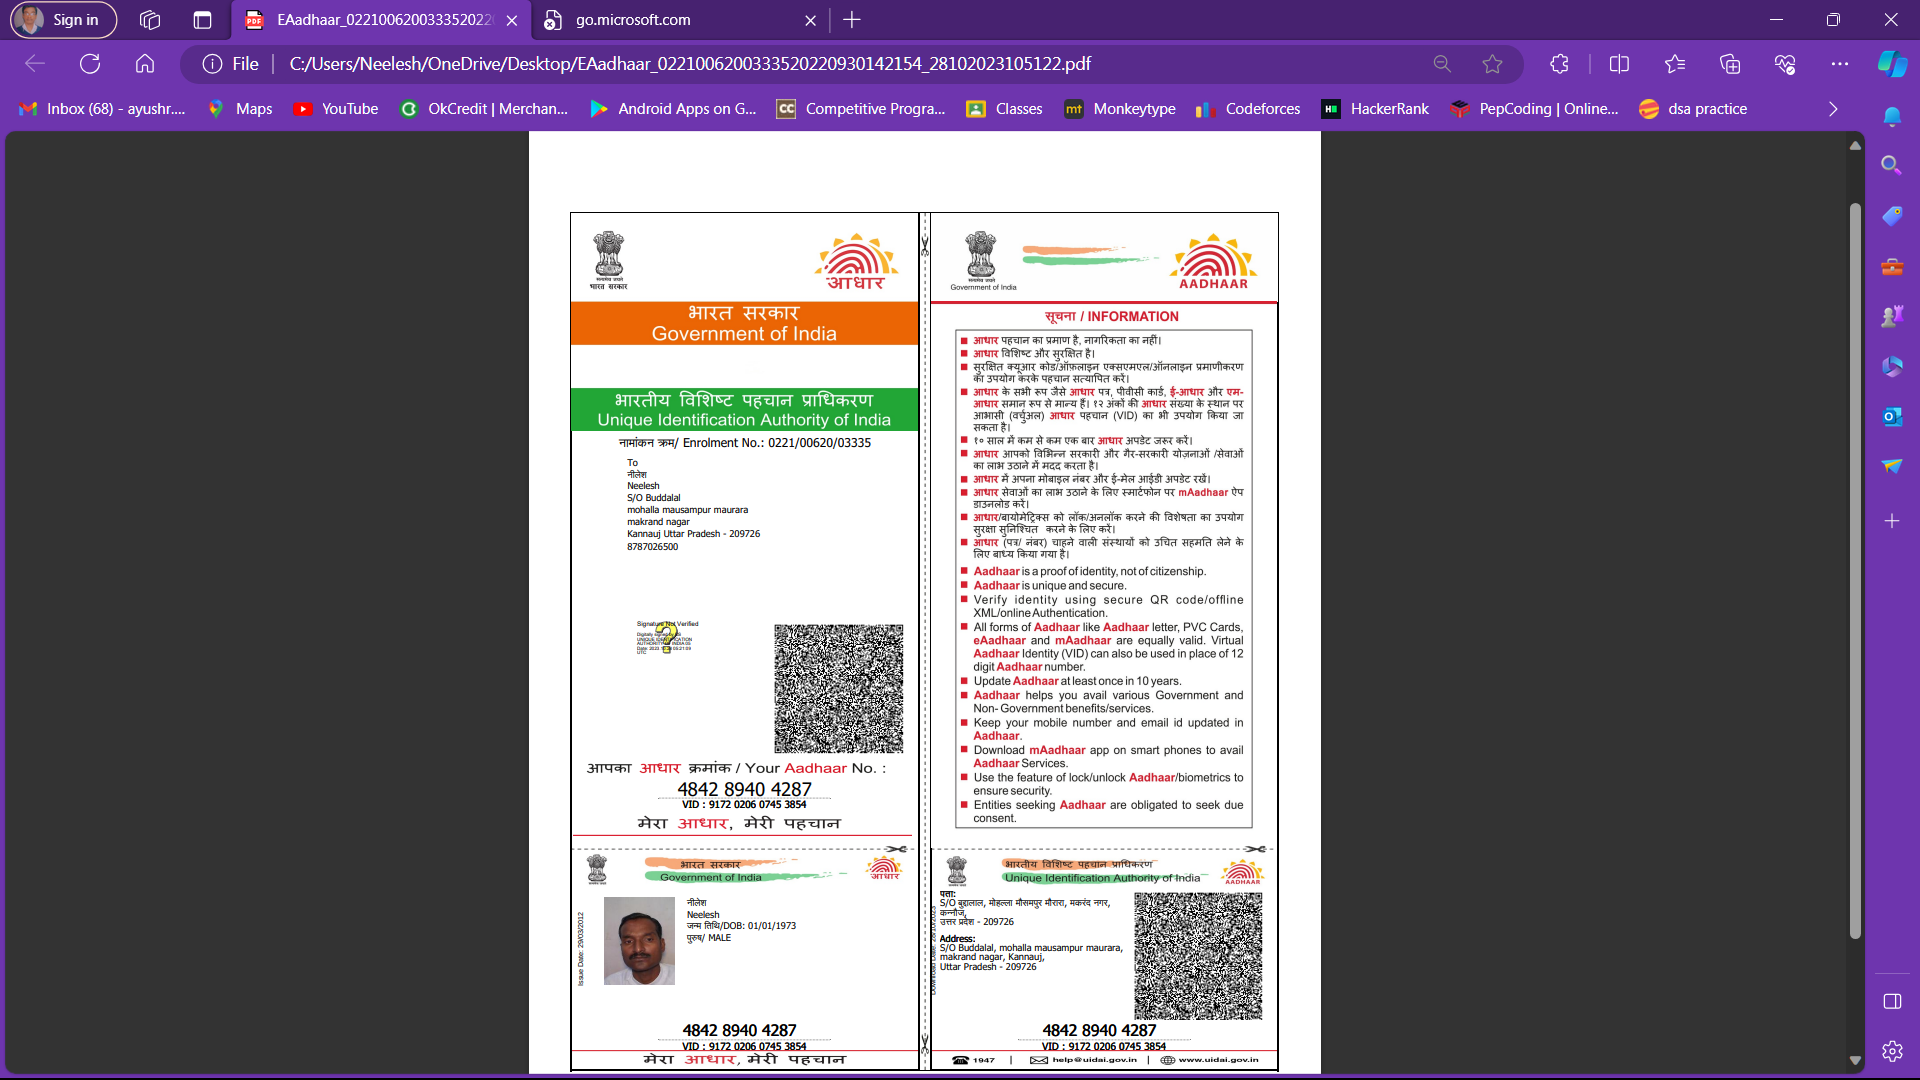 Sign in
EAadhaar_02210062003335202209
go.microsoft.com
File
C:/Users/Neelesh/OneDrive/Desktop/EAadhaar_0221006200333520220930142154_28102023105122.pdf
Inbox (68) - ayushr....
Maps
YouTube
OkCredit | Merchan...
Android Apps on G...
CC
Competitive Progra...
Classes
mt
Monkeytype
Codeforces
HackerRank
PepCoding | Online...
dsa practice
भारत सरकार
आधार
भारत सरकार
Government of India
भारतीय विशिष्ट पहचान प्राधिकरण
Unique Identification Authority of India
नामांकन क्रम/ Enrolment No.: 0221/00620/03335
To
नीलेश
Neelesh
S/O Buddalal
mohalla mausampur maurara
makrand nagar
Kannauj Uttar Pradesh - 209726
8787026500
Signature Not Verified
आपका आधार क्रमांक / Your Aadhaar No. :
4842 8940 4287
VID : 9172 0206 0745 3854
मेरा आधार, मेरी पहचान
Government of India
AADHAAR
सूचना / INFORMATION
आधार पहचान का प्रमाण है, नागरिकता का नहीं।
आधार विशिष्ट और सुरक्षित है।
सुरक्षित क्यूआर कोड/ऑफ़लाइन एक्सएमएल/ऑनलाइन प्रमाणीकरण
का उपयोग करके पहचान सत्यापित करें।
आधार के सभी रूप जैसे आधार पत्र, पीवीसी कार्ड, ई-आधार और एम-
आधार समान रूप से मान्य हैं। १२ अंकों की आधार संख्या के स्थान पर
आभासी (वर्चुअल) आधार पहचान (VID) का भी उपयोग किया जा
सकता है।
१० साल में कम से कम एक बार आधार अपडेट जरूर करें।
आधार आपको विभिन्न सरकारी और गैर-सरकारी योजनाओं /सेवाओं
का लाभ उठाने में मदद करता है।
आधार में अपना मोबाइल नंबर और ई-मेल आईडी अपडेट रखें।
आधार सेवाओं का लाभ उठाने के लिए स्मार्टफोन पर mAadhaar ऐप
डाउनलोड करें।
आधार/बायोमेट्रिक्स को लॉक/अनलॉक करने की विशेषता का उपयोग
सुरक्षा सुनिश्चित करने के लिए करें।
आधार (पत्र/ नंबर) चाहने वाली संस्थायों को उचित सहमति लेने के
लिए बाध्य किया गया है।
Aadhaar is a proof of identity, not of citizenship.
Aadhaar is unique and secure.
Verify identity using secure QR code/offline
XML/online Authentication.
All forms of Aadhaar like Aadhaar letter, PVC Cards,
eAadhaar and mAadhaar are equally valid. Virtual
Aadhaar Identity (VID) can also be used in place of 12
digit Aadhaar number.
Update Aadhaar at least once in 10 years.
Aadhaar helps you avail various Government and
Non- Government benefits/services.
Keep your mobile number and email id updated in
Aadhaar.
Download mAadhaar app on smart phones to avail
Aadhaar Services.
Use the feature of lock/unlock Aadhaar/biometrics to
ensure security.
Entities seeking Aadhaar are obligated to seek due
consent.
भारत सरकार
Government of India
आधार
Issue Date: 29/03/2012
नीलेश
Neelesh
जन्म तिथि/DOB: 01/01/1973
पुरुष/ MALE
4842 8940 4287
VID : 9172 0206 0745 3854
मेरा आधार, मेरी पहचान
भारतीय विशिष्ट पहचान प्राधिकरण
Unique Identification Authority of India
AADHAAR
पता:
S/O बुद्दालाल, मोहल्ला मौसमपुर मौरारा, मकरंद नगर,
कन्नौज,
उत्तर प्रदेश - 209726
Address:
S/O Buddalal, mohalla mausampur maurara,
makrand nagar, Kannauj,
Uttar Pradesh - 209726
4842 8940 4287
VID : 9172 0206 0745 3854
1947 | help@uidai.gov.in | www.uidai.gov.in